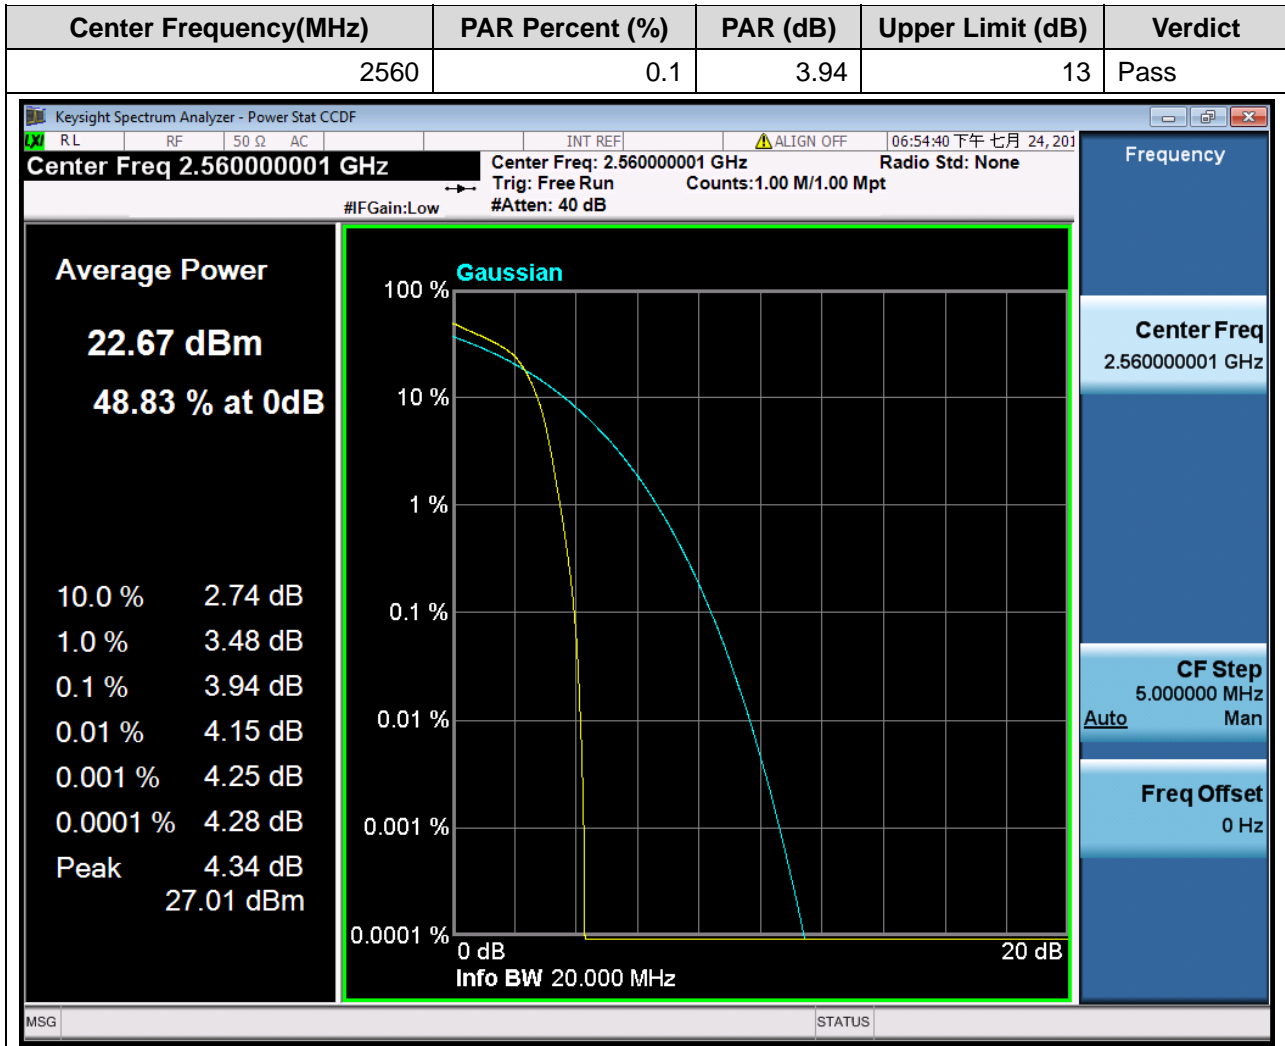 Center Frequency(MHz) PAR Percent (%) PAR (dB) Upper Limit (dB) Verdict
2560 0.1 3.94 13 Pass
Keysight Spectrum Analyzer - Power Stat CCDF
LXI RL RF 50 Ω AC INT REF ALIGN OFF 06:54:40 下午 七月 24, 201
Center Freq 2.560000001 GHz
Center Freq: 2.560000001 GHz Radio Std: None
Trig: Free Run Counts:1.00 M/1.00 Mpt
#IFGain:Low #Atten: 40 dB
Average Power
22.67 dBm
48.83 % at 0dB
10.0 % 2.74 dB
1.0 % 3.48 dB
0.1 % 3.94 dB
0.01 % 4.15 dB
0.001 % 4.25 dB
0.0001 % 4.28 dB
Peak 4.34 dB
27.01 dBm
Gaussian
100 %
10 %
1 %
0.1 %
0.01 %
0.001 %
0.0001 %
0 dB 20 dB
Info BW 20.000 MHz
Frequency
Center Freq
2.560000001 GHz
CF Step
5.000000 MHz
Auto Man
Freq Offset
0 Hz
MSG STATUS